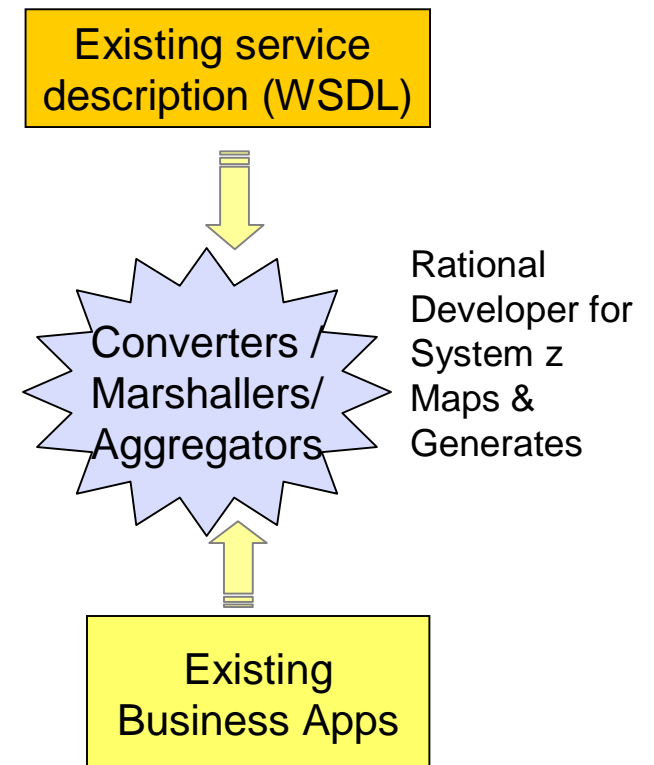 Existing service
description (WSDL)
Converters /
Marshallers/
Aggregators
Rational
Developer for
System z
Maps &
Generates
Existing
Business Apps